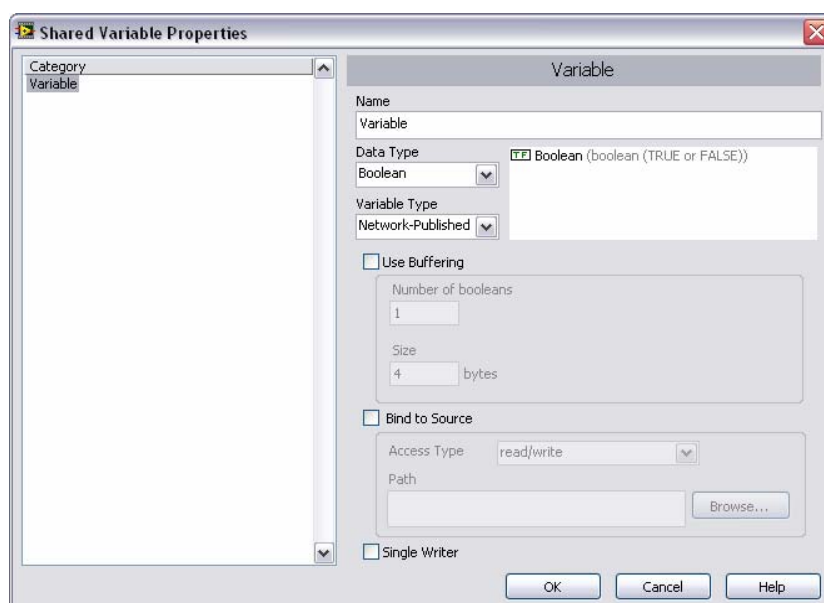 Shared Variable Properties
Category
Variable
Variable
Name
Variable
Data Type
Boolean
TF Boolean (boolean (TRUE or FALSE))
Variable Type
Network-Published
Use Buffering
Number of booleans
1
Size
4 bytes
Bind to Source
Access Type read/write
Path
Browse...
Single Writer
OK Cancel Help